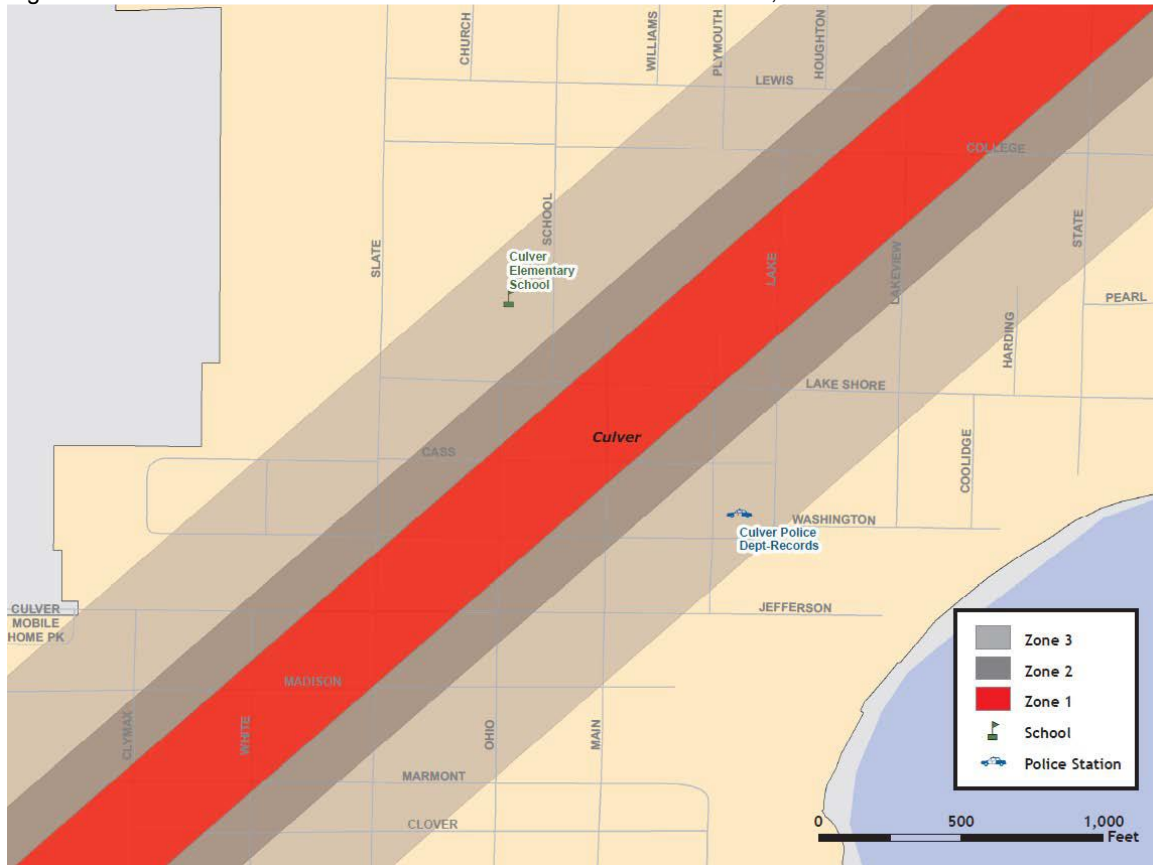 CHURCH
WILLIAMS
PLYMOUTH
HOUGHTON
LEWIS
COLLEGE
SCHOOL
SLATE
Culver
Elementary
School
LAKE
LAKEVIEW
STATE
PEARL
HARDING
LAKE SHORE
Culver
CASS
COOLIDGE
WASHINGTON
Culver Police
Dept-Records
CULVER
MOBILE
HOME PK
JEFFERSON
MADISON
CLYMAX
WHITE
OHIO
MAIN
MARMONT
CLOVER
Zone 3
Zone 2
Zone 1
School
Police Station
0 500 1,000
Feet